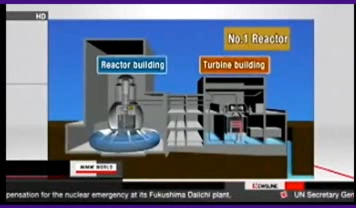 HD
No.1 Reactor
Reactor building
Turbine building
NHK WORLD
NEWSLINE
pensation for the nuclear emergency at its Fukushima Daiichi plant.
UN Secretary Gen